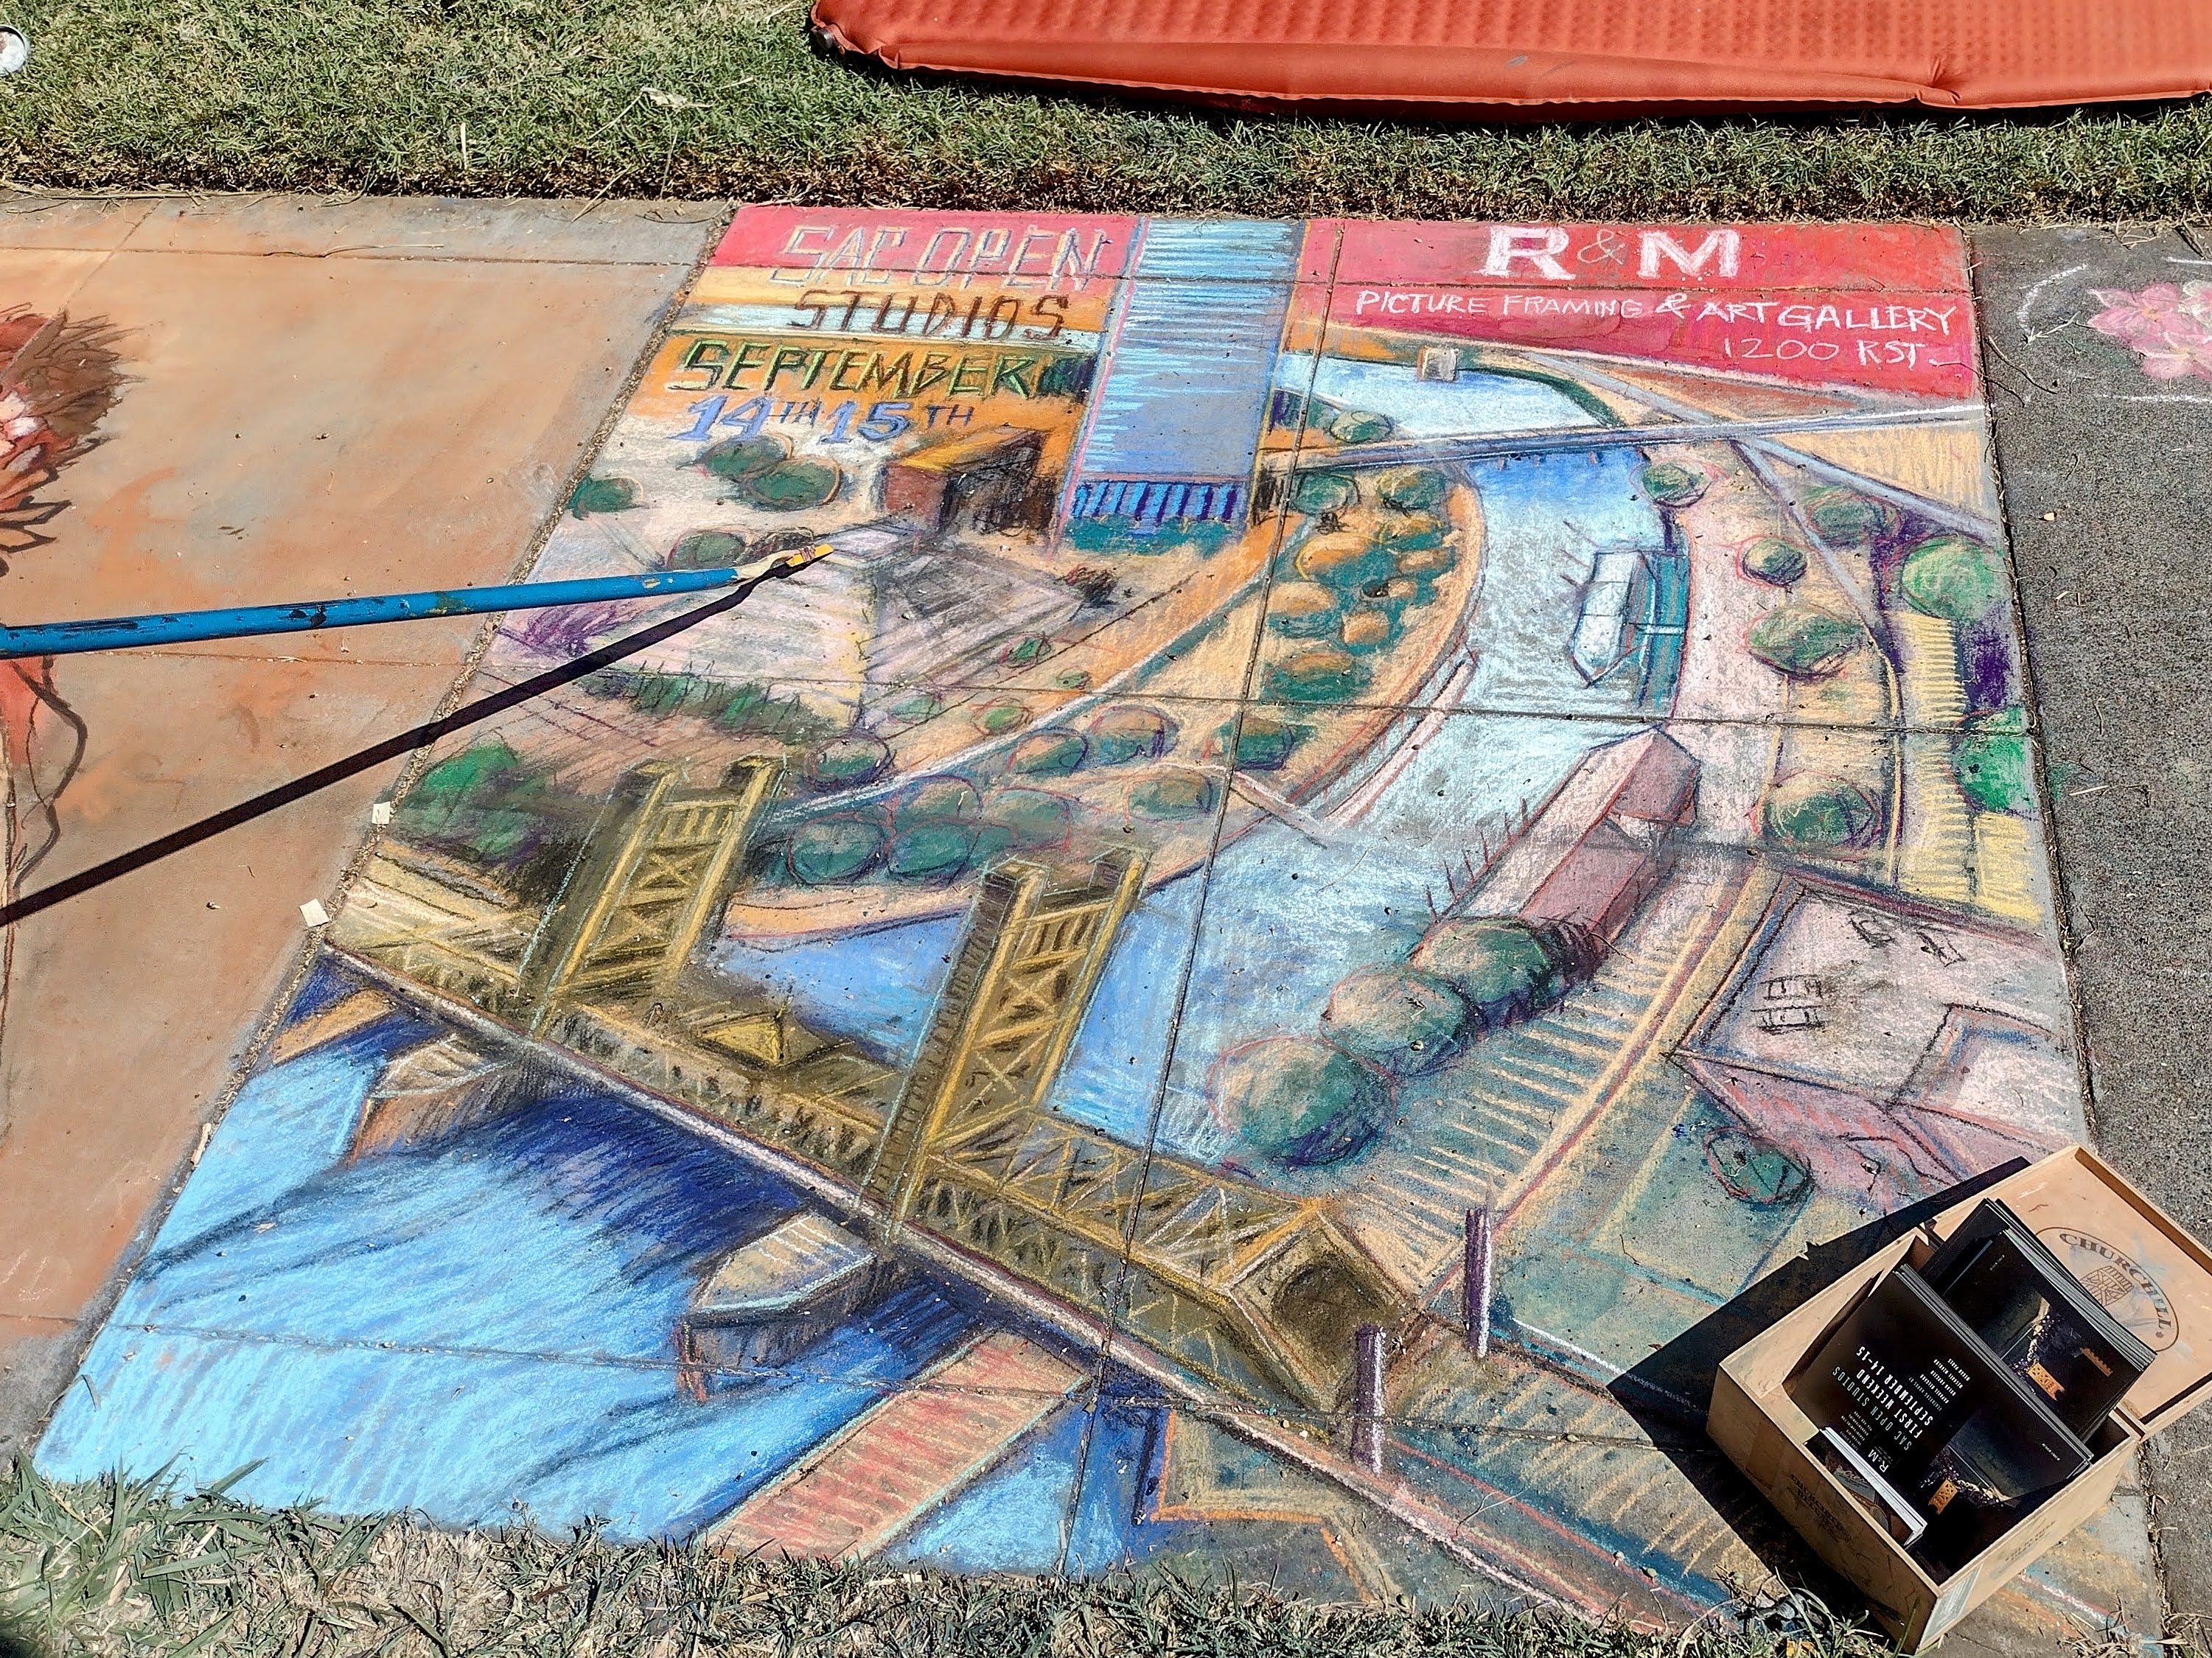 SAC OPEN
STUDIOS
SEPTEMBER
14TH 15TH
R&M
PICTURE FRAMING & ART GALLERY
1200 R ST.
CHURCHILL
SAC OPEN STUDIOS
FIRST WEEKEND
SEPTEMBER 14-15
R&M